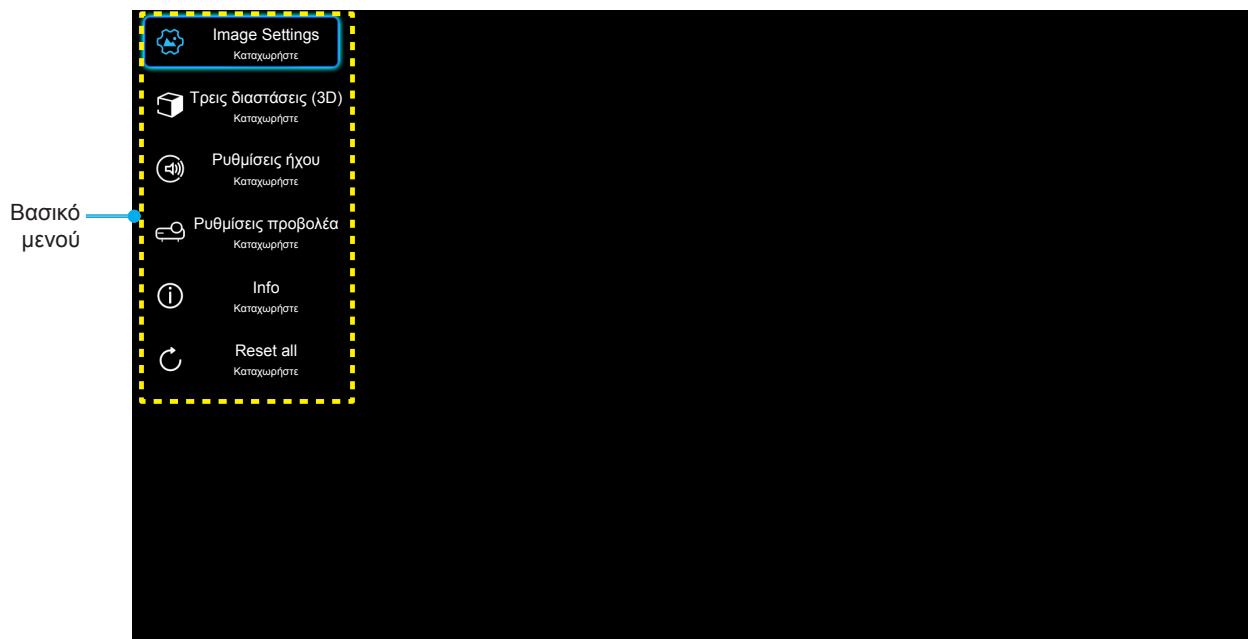 Image Settings
Καταχωρήστε
Τρεις διαστάσεις (3D)
Καταχωρήστε
Ρυθμίσεις ήχου
Καταχωρήστε
Βασικό
μενού
Ρυθμίσεις προβολέα
Καταχωρήστε
Info
Καταχωρήστε
Reset all
Καταχωρήστε